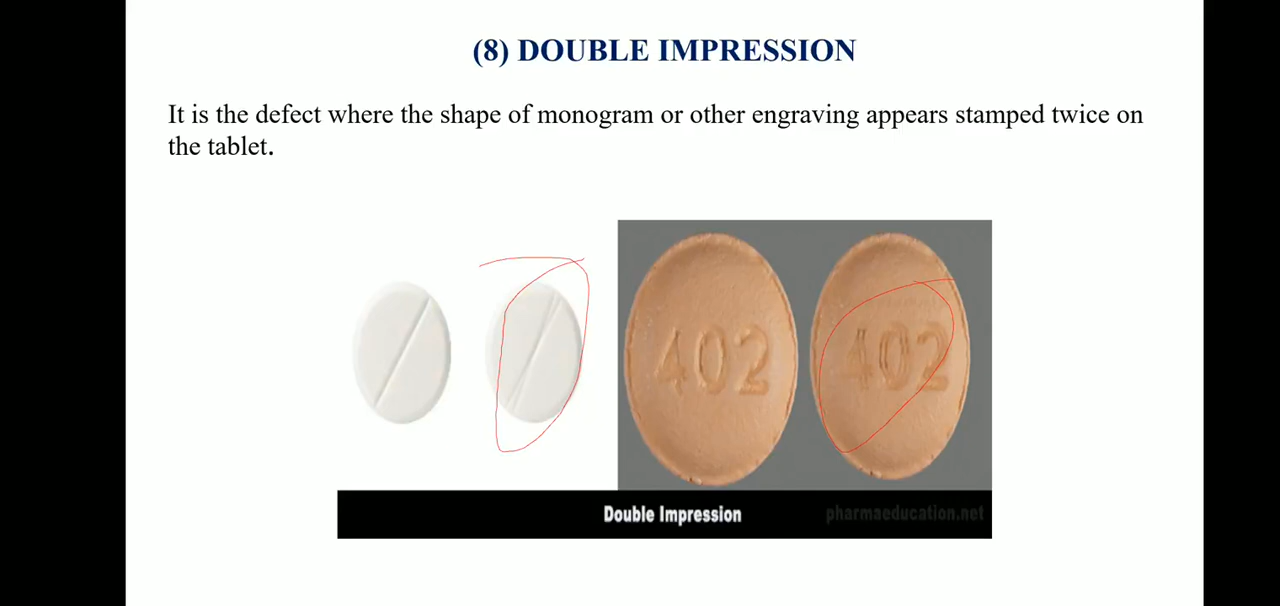 (8) DOUBLE IMPRESSION
It is the defect where the shape of monogram or other engraving appears stamped twice on
the tablet.
402
402
Double Impression
pharmaeducation.net